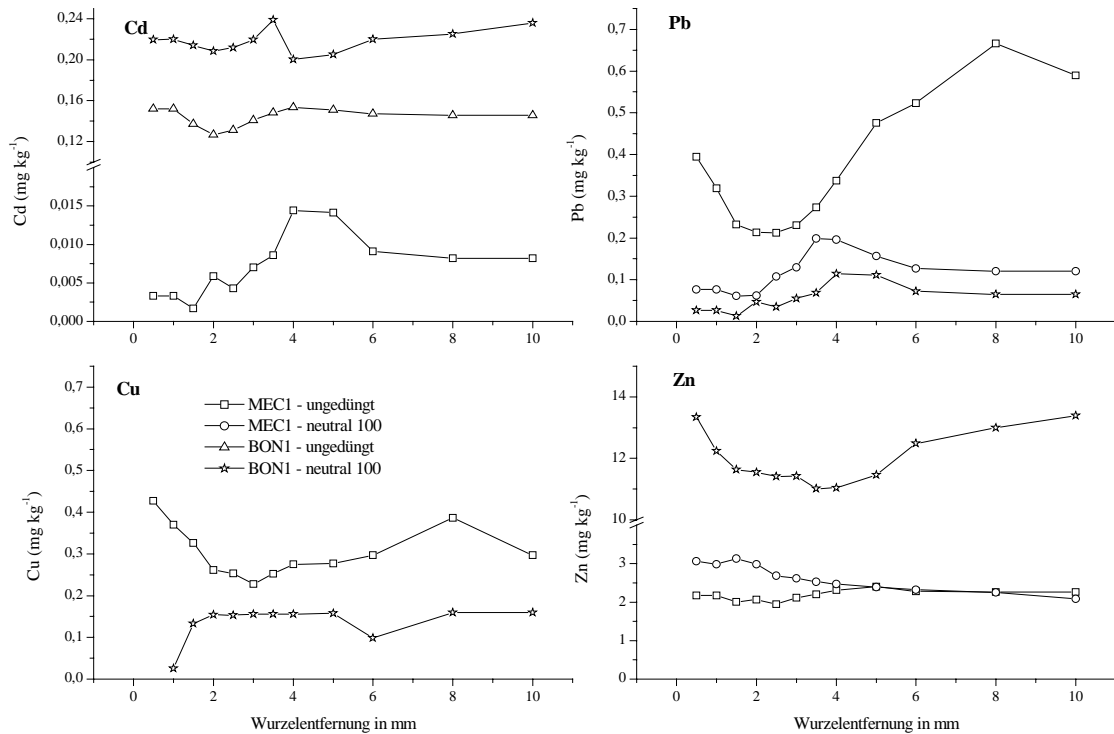 Cd
0,24
0,20
0,16
0,12
0,015
0,010
0,005
0,000
Cd (mg kg-1)
0 2 4 6 8 10
Pb
0,7
0,6
0,5
0,4
0,3
0,2
0,1
0,0
Pb (mg kg-1)
0 2 4 6 8 10
Cu
0,7
0,6
0,5
0,4
0,3
0,2
0,1
0,0
Cu (mg kg-1)
MEC1 - ungedüngt
MEC1 - neutral 100
BON1 - ungedüngt
BON1 - neutral 100
0 2 4 6 8 10
Wurzelentfernung in mm
Zn
14
13
12
11
10
3
2
1
0
Zn (mg kg-1)
0 2 4 6 8 10
Wurzelentfernung in mm